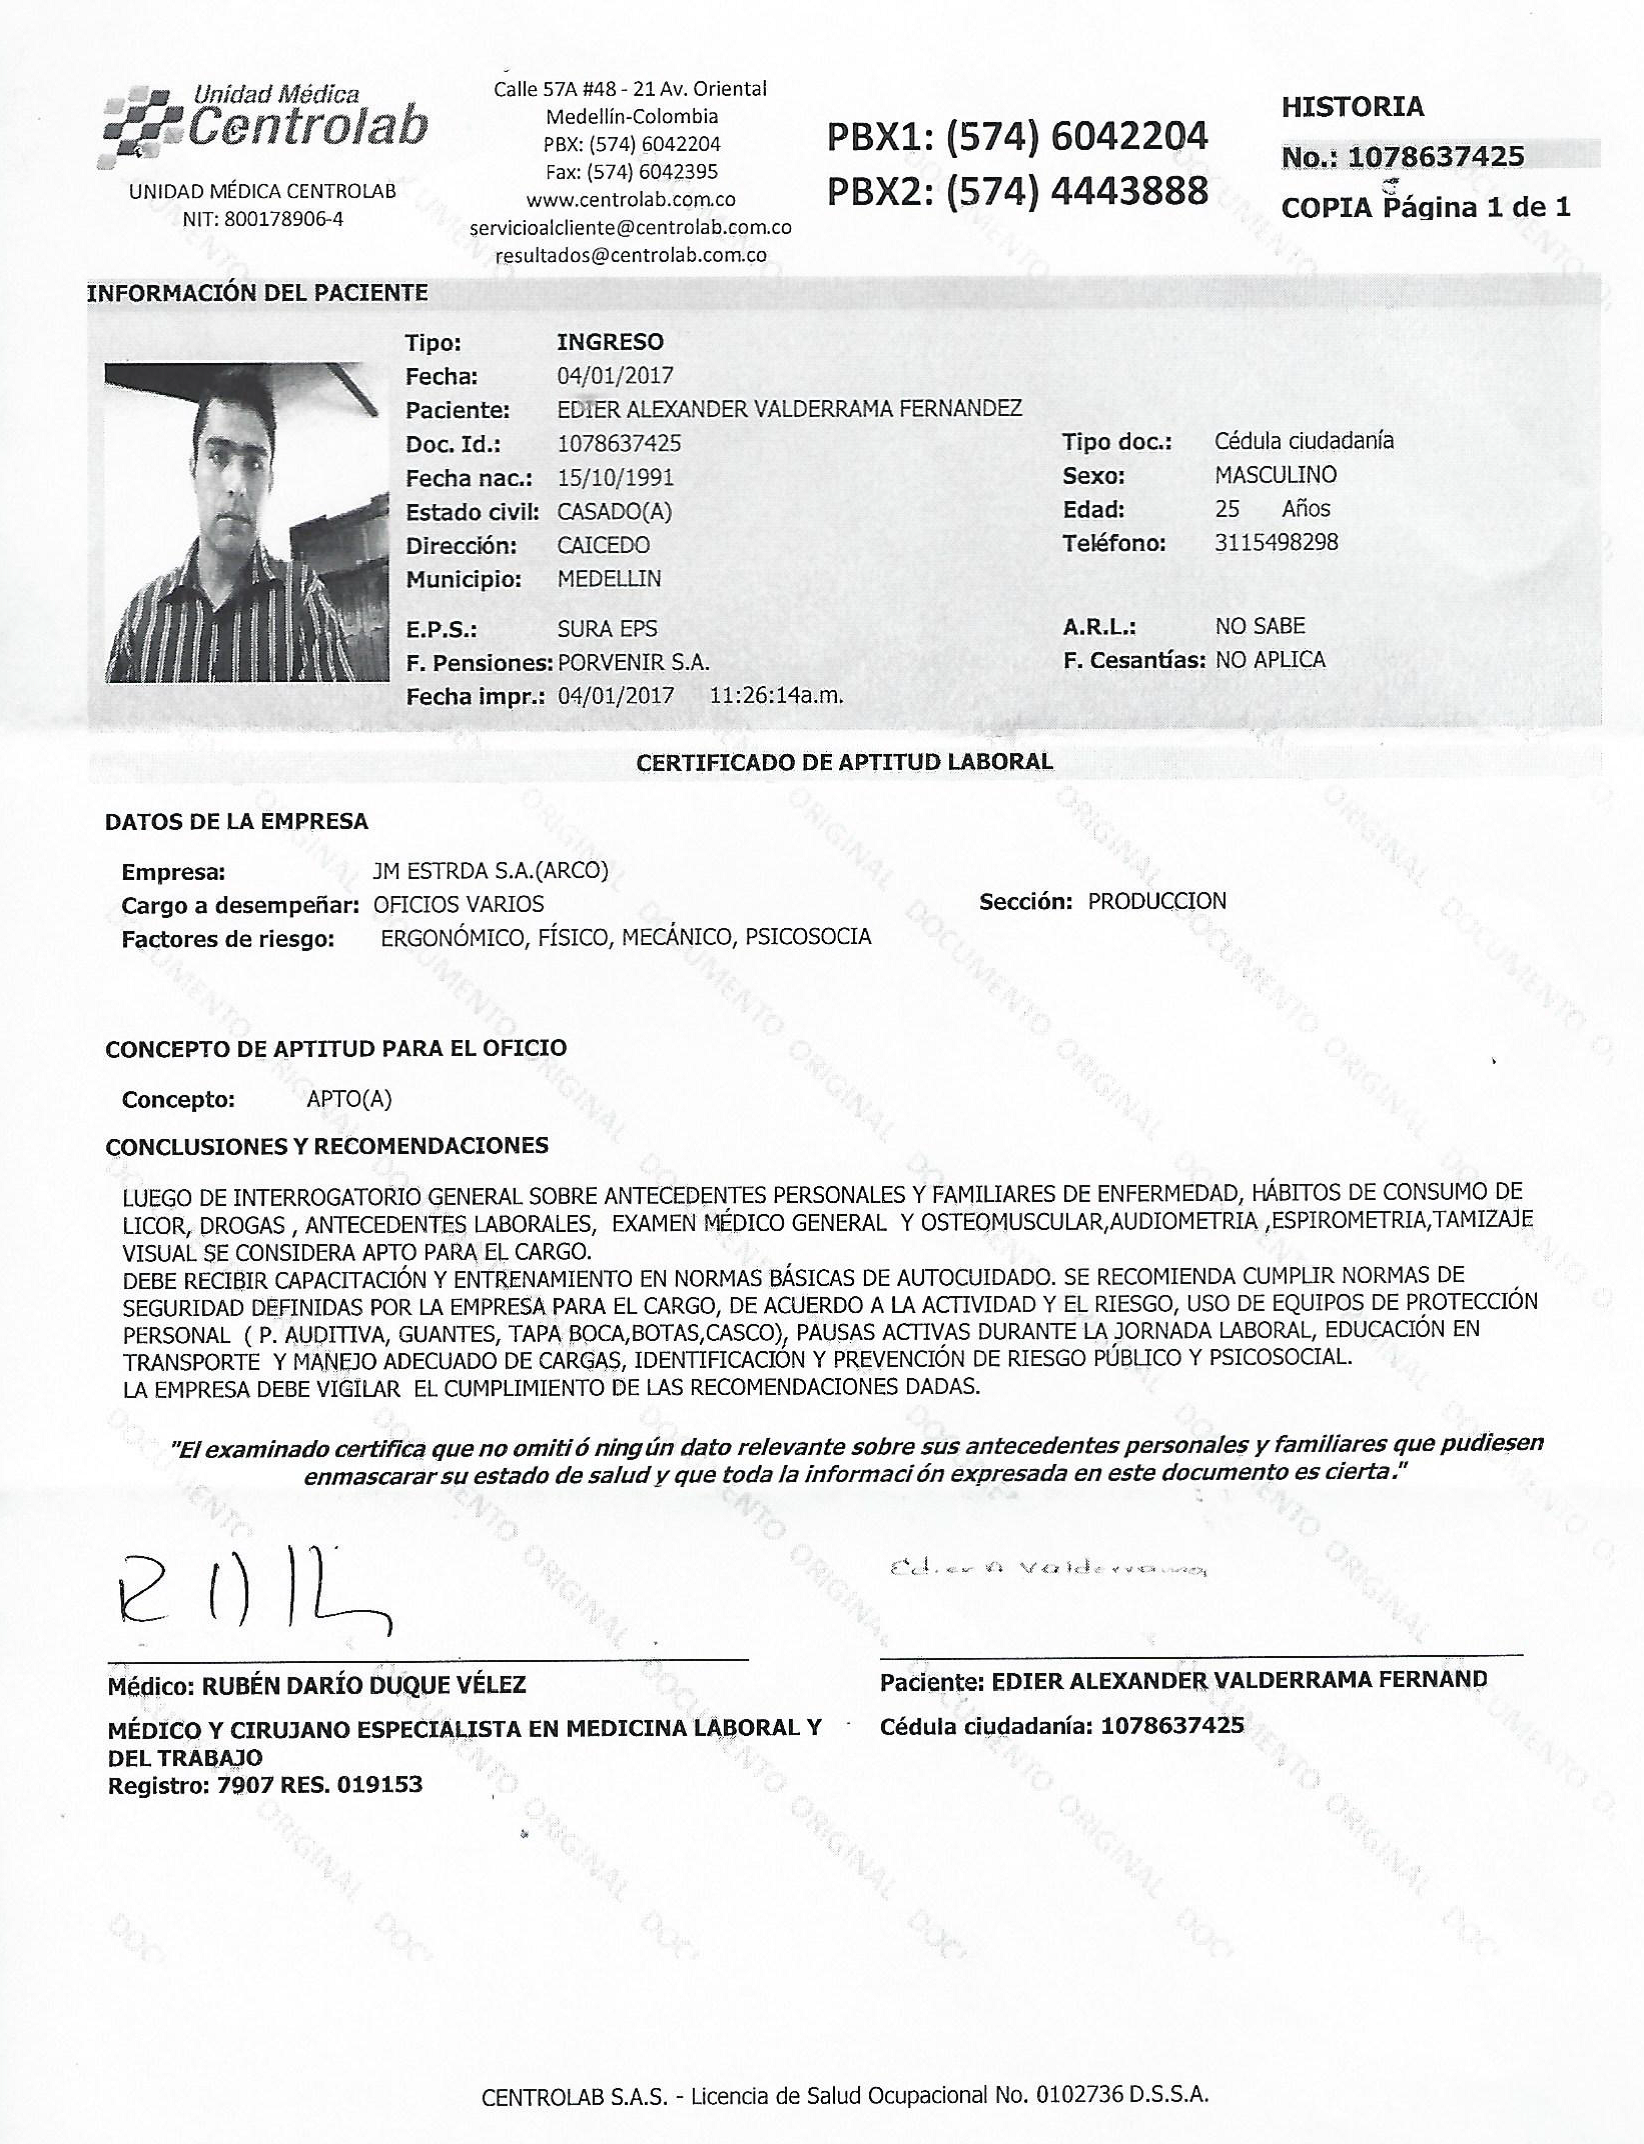 Unidad Médica
Centrolab
UNIDAD MÉDICA CENTROLAB
NIT: 800178906-4
Calle 57A #48 - 21 Av. Oriental
Medellín-Colombia
PBX: (574) 6042204
Fax: (574) 6042395
www.centrolab.com.co
servicioalcliente@centrolab.com.co
resultados@centrolab.com.co
PBX1: (574) 6042204
PBX2: (574) 4443888
HISTORIA
No.: 1078637425
COPIA Página 1 de 1
INFORMACIÓN DEL PACIENTE
Tipo: INGRESO
Fecha: 04/01/2017
Paciente: EDIER ALEXANDER VALDERRAMA FERNANDEZ
Doc. Id.: 1078637425 Tipo doc.: Cédula ciudadanía
Fecha nac.: 15/10/1991 Sexo: MASCULINO
Estado civil: CASADO(A) Edad: 25 Años
Dirección: CAICEDO Teléfono: 3115498298
Municipio: MEDELLIN
E.P.S.: SURA EPS A.R.L.: NO SABE
F. Pensiones: PORVENIR S.A. F. Cesantías: NO APLICA
Fecha impr.: 04/01/2017 11:26:14a.m.
CERTIFICADO DE APTITUD LABORAL
DATOS DE LA EMPRESA
Empresa: JM ESTRDA S.A.(ARCO)
Cargo a desempeñar: OFICIOS VARIOS Sección: PRODUCCION
Factores de riesgo: ERGONÓMICO, FÍSICO, MECÁNICO, PSICOSOCIA
CONCEPTO DE APTITUD PARA EL OFICIO
Concepto: APTO(A)
CONCLUSIONES Y RECOMENDACIONES
LUEGO DE INTERROGATORIO GENERAL SOBRE ANTECEDENTES PERSONALES Y FAMILIARES DE ENFERMEDAD, HÁBITOS DE CONSUMO DE
LICOR, DROGAS , ANTECEDENTES LABORALES, EXAMEN MÉDICO GENERAL Y OSTEOMUSCULAR,AUDIOMETRIA ,ESPIROMETRIA,TAMIZAJE
VISUAL SE CONSIDERA APTO PARA EL CARGO.
DEBE RECIBIR CAPACITACIÓN Y ENTRENAMIENTO EN NORMAS BÁSICAS DE AUTOCUIDADO. SE RECOMIENDA CUMPLIR NORMAS DE
SEGURIDAD DEFINIDAS POR LA EMPRESA PARA EL CARGO, DE ACUERDO A LA ACTIVIDAD Y EL RIESGO, USO DE EQUIPOS DE PROTECCIÓN
PERSONAL ( P. AUDITIVA, GUANTES, TAPA BOCA,BOTAS,CASCO), PAUSAS ACTIVAS DURANTE LA JORNADA LABORAL, EDUCACIÓN EN
TRANSPORTE Y MANEJO ADECUADO DE CARGAS, IDENTIFICACIÓN Y PREVENCIÓN DE RIESGO PÚBLICO Y PSICOSOCIAL.
LA EMPRESA DEBE VIGILAR EL CUMPLIMIENTO DE LAS RECOMENDACIONES DADAS.
"El examinado certifica que no omiti ó ning ún dato relevante sobre sus antecedentes personales y familiares que pudiesen
enmascarar su estado de salud y que toda la informaci ón expresada en este documento es cierta."
Edier A Valderrama
Médico: RUBÉN DARÍO DUQUE VÉLEZ
MÉDICO Y CIRUJANO ESPECIALISTA EN MEDICINA LABORAL Y
DEL TRABAJO
Registro: 7907 RES. 019153
Paciente: EDIER ALEXANDER VALDERRAMA FERNAND
Cédula ciudadanía: 1078637425
CENTROLAB S.A.S. - Licencia de Salud Ocupacional No. 0102736 D.S.S.A.